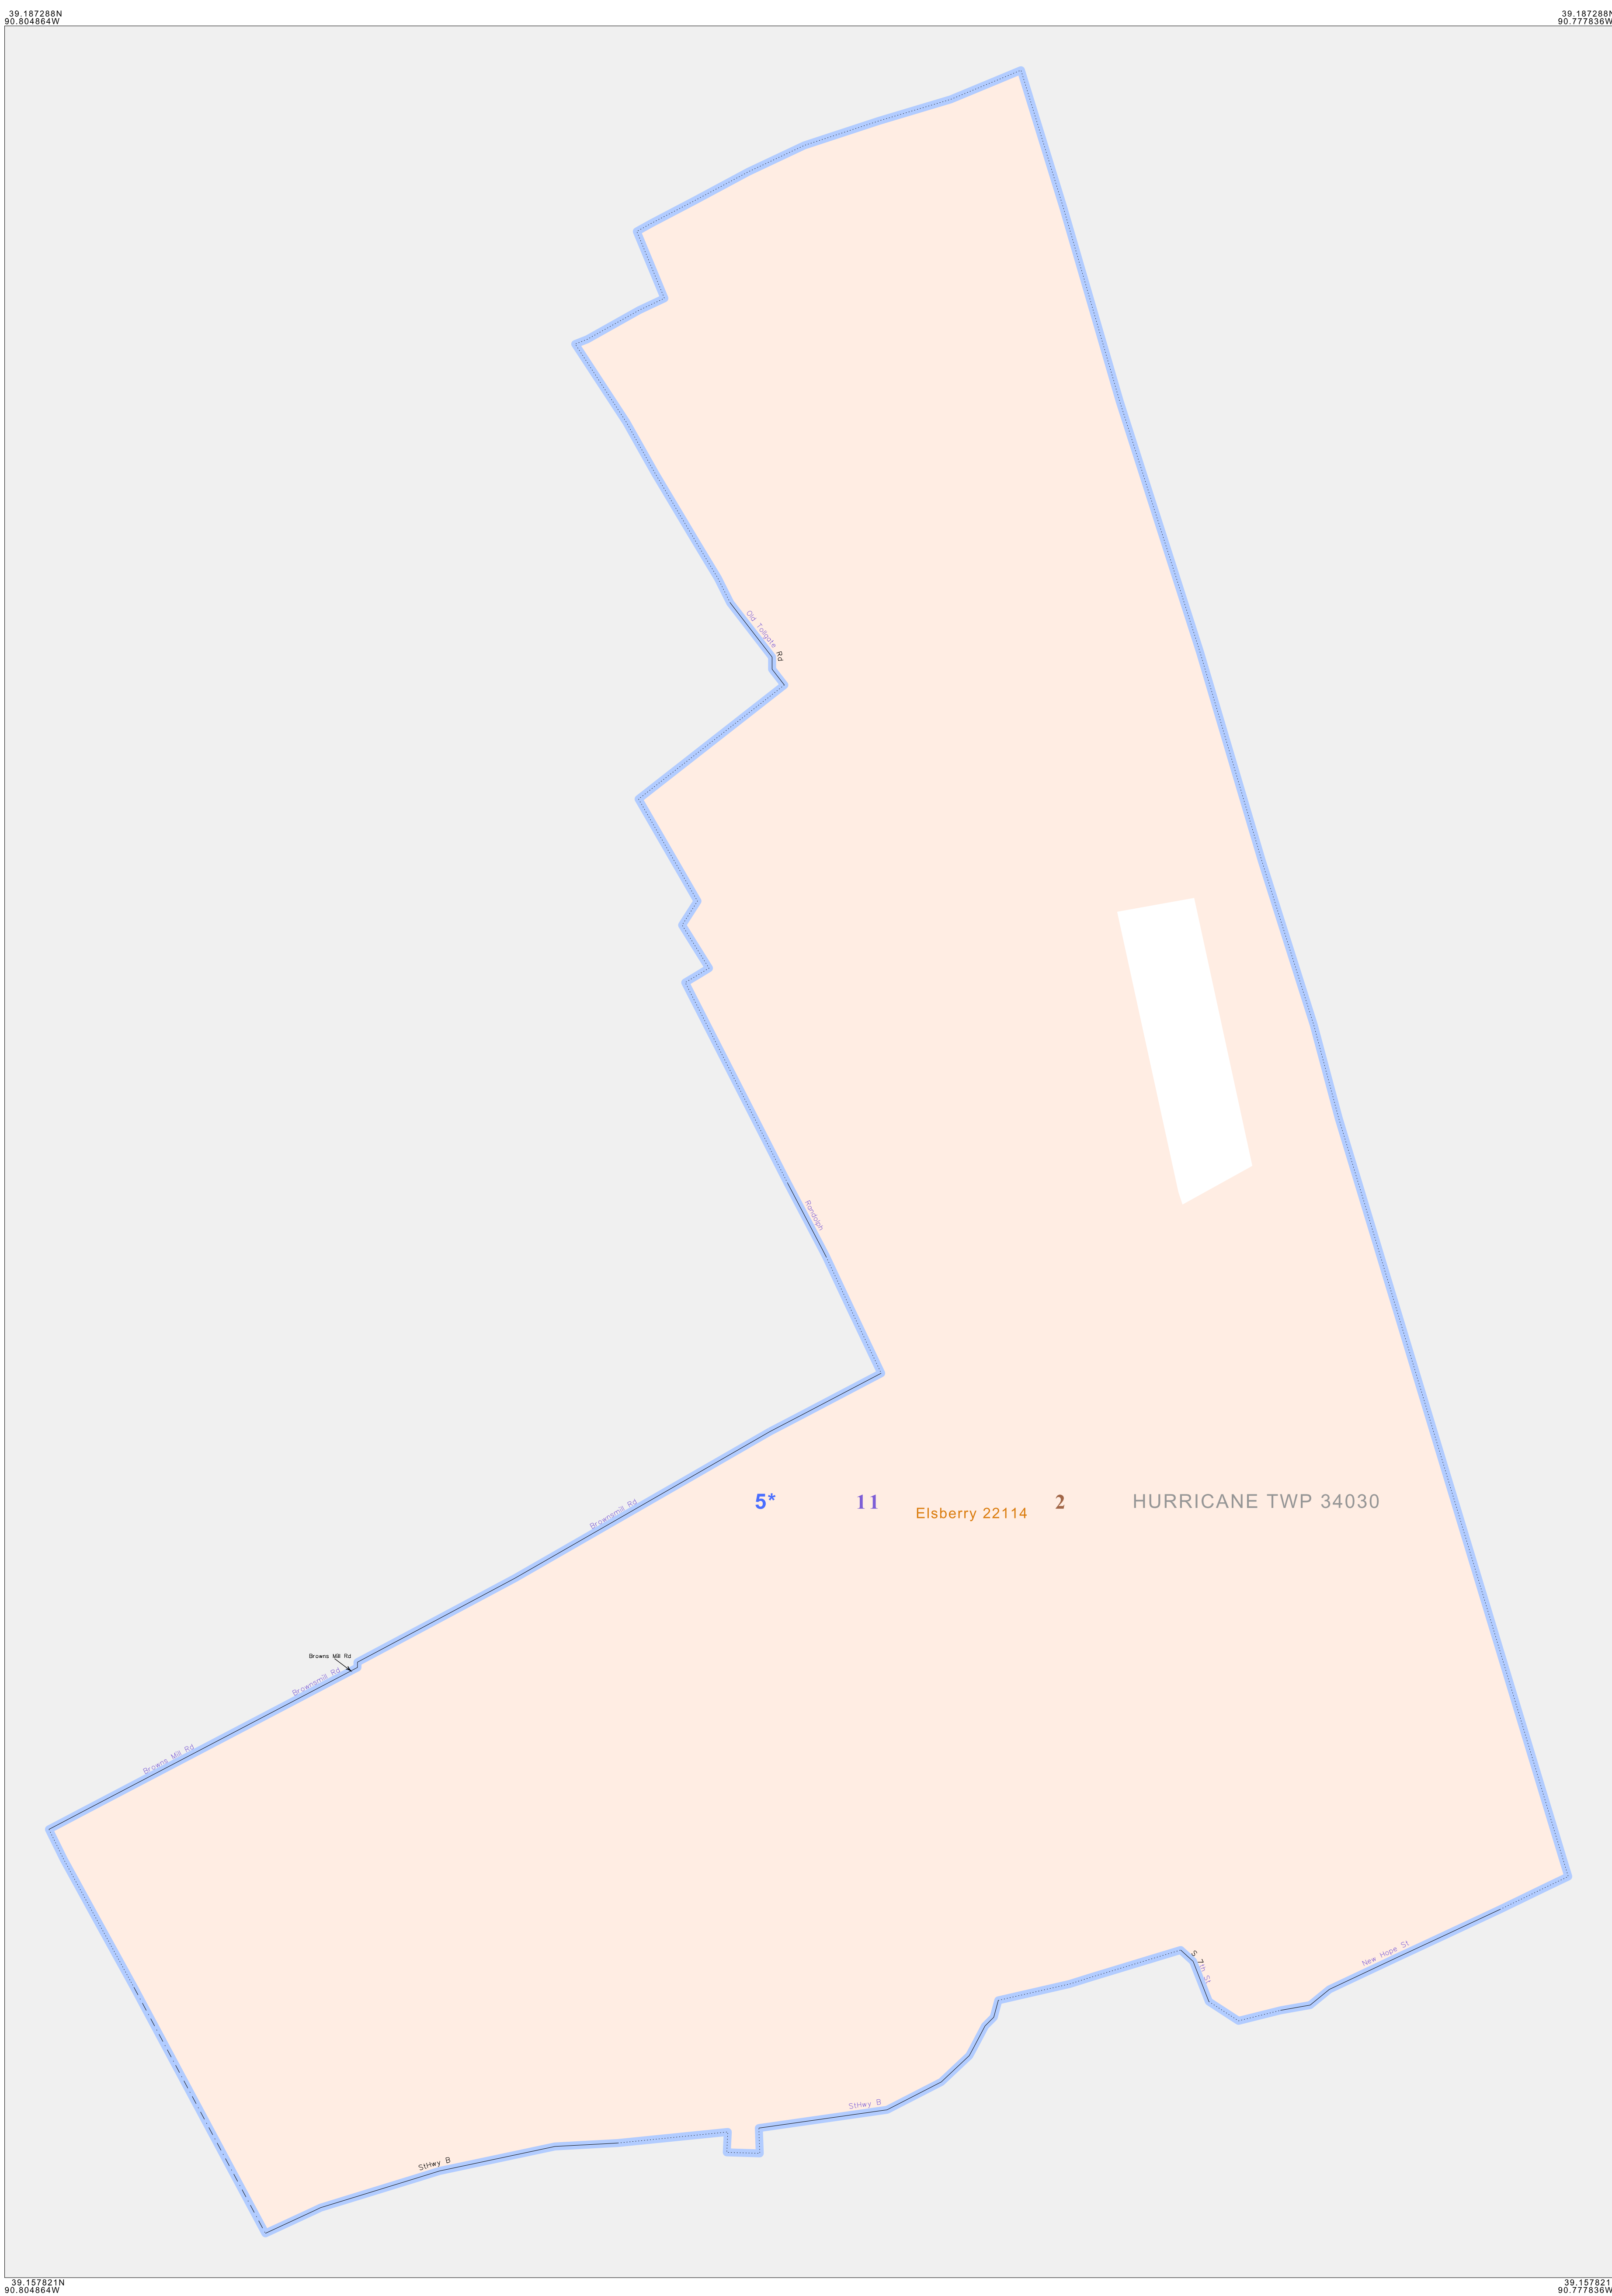 39.187288N
90.804864W
39.187288N
90.777836W
Old Tollgate Rd
Randolph
Brownsmill Rd
5*
11
Elsberry 22114
2
HURRICANE TWP 34030
Browns Mill Rd
Brownsmill Rd
Browns Mill Rd
S 7th St
New Hope St
StHwy B
StHwy B
39.157821N
90.804864W
39.157821
90.777836W